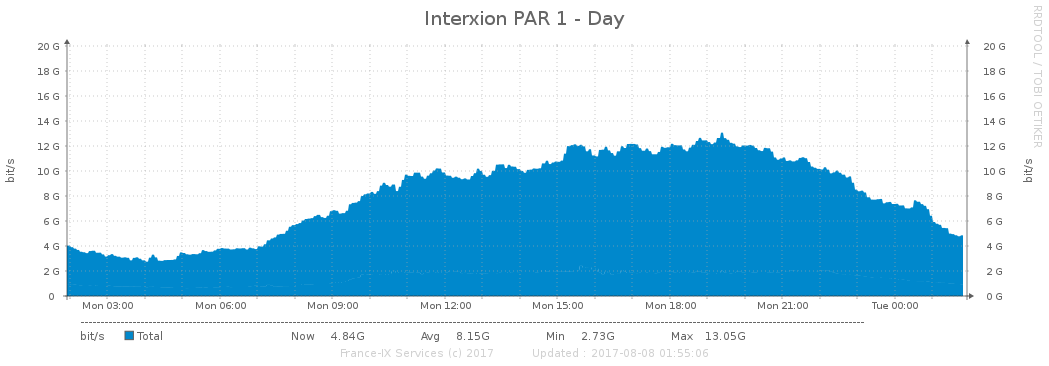 Interxion PAR 1 - Day
RRDTOOL / TOBI OETIKER
20 G 20 G
18 G 18 G
16 G 16 G
14 G 14 G
12 G 12 G
10 G 10 G
8 G 8 G
6 G 6 G
4 G 4 G
2 G 2 G
0 0 G
bit/s bit/s
Mon 03:00 Mon 06:00 Mon 09:00 Mon 12:00 Mon 15:00 Mon 18:00 Mon 21:00 Tue 00:00
bit/s Total Now 4.84G Avg 8.15G Min 2.73G Max 13.05G
France-IX Services (c) 2017 Updated : 2017-08-08 01:55:06